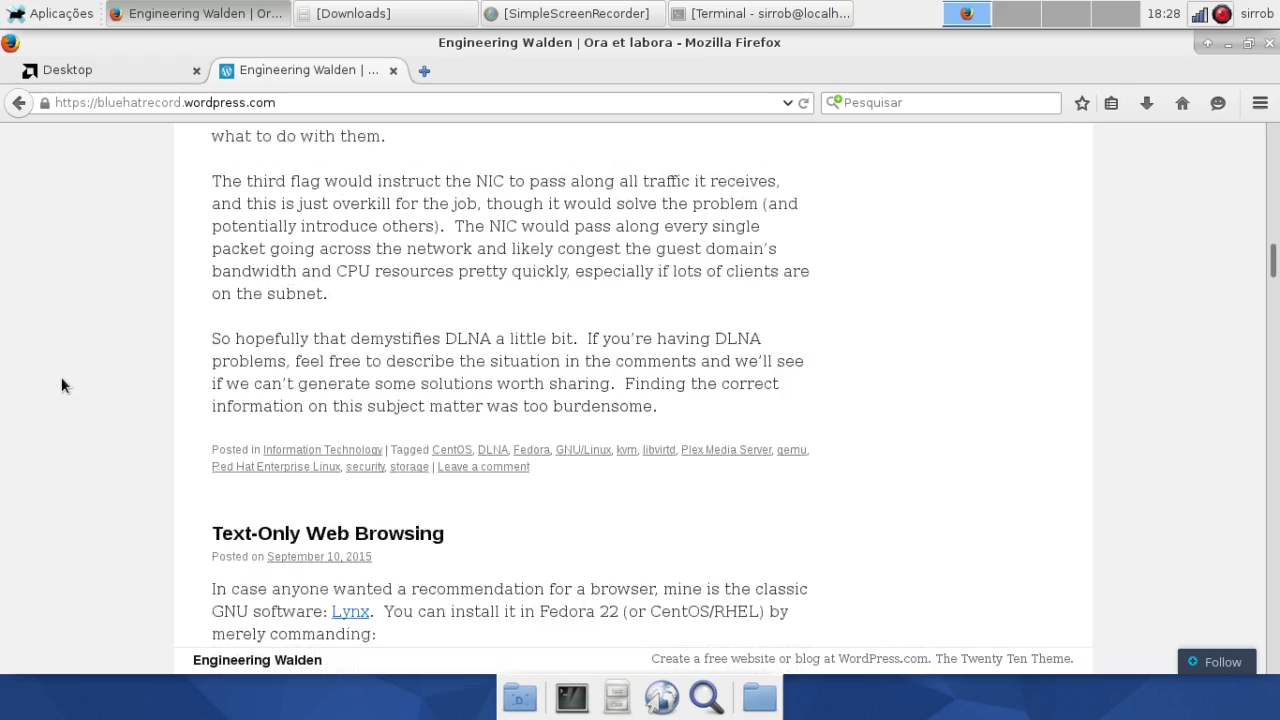 Aplicações
Engineering Walden | Or...
[Downloads]
[SimpleScreenRecorder]
[Terminal - sirrob@localh...
18:28
sirrob
Engineering Walden | Ora et labora - Mozilla Firefox
Desktop
Engineering Walden | ...
https://bluehatrecord.wordpress.com
Pesquisar
what to do with them.
The third flag would instruct the NIC to pass along all traffic it receives,
and this is just overkill for the job, though it would solve the problem (and
potentially introduce others).  The NIC would pass along every single
packet going across the network and likely congest the guest domain’s
bandwidth and CPU resources pretty quickly, especially if lots of clients are
on the subnet.
So hopefully that demystifies DLNA a little bit.  If you’re having DLNA
problems, feel free to describe the situation in the comments and we’ll see
if we can’t generate some solutions worth sharing.  Finding the correct
information on this subject matter was too burdensome.
Posted in Information Technology | Tagged CentOS, DLNA, Fedora, GNU/Linux, kvm, libvirtd, Plex Media Server, qemu,
Red Hat Enterprise Linux, security, storage | Leave a comment
Text-Only Web Browsing
Posted on September 10, 2015
In case anyone wanted a recommendation for a browser, mine is the classic
GNU software: Lynx.  You can install it in Fedora 22 (or CentOS/RHEL) by
merely commanding:
Engineering Walden
Create a free website or blog at WordPress.com. The Twenty Ten Theme.
Follow